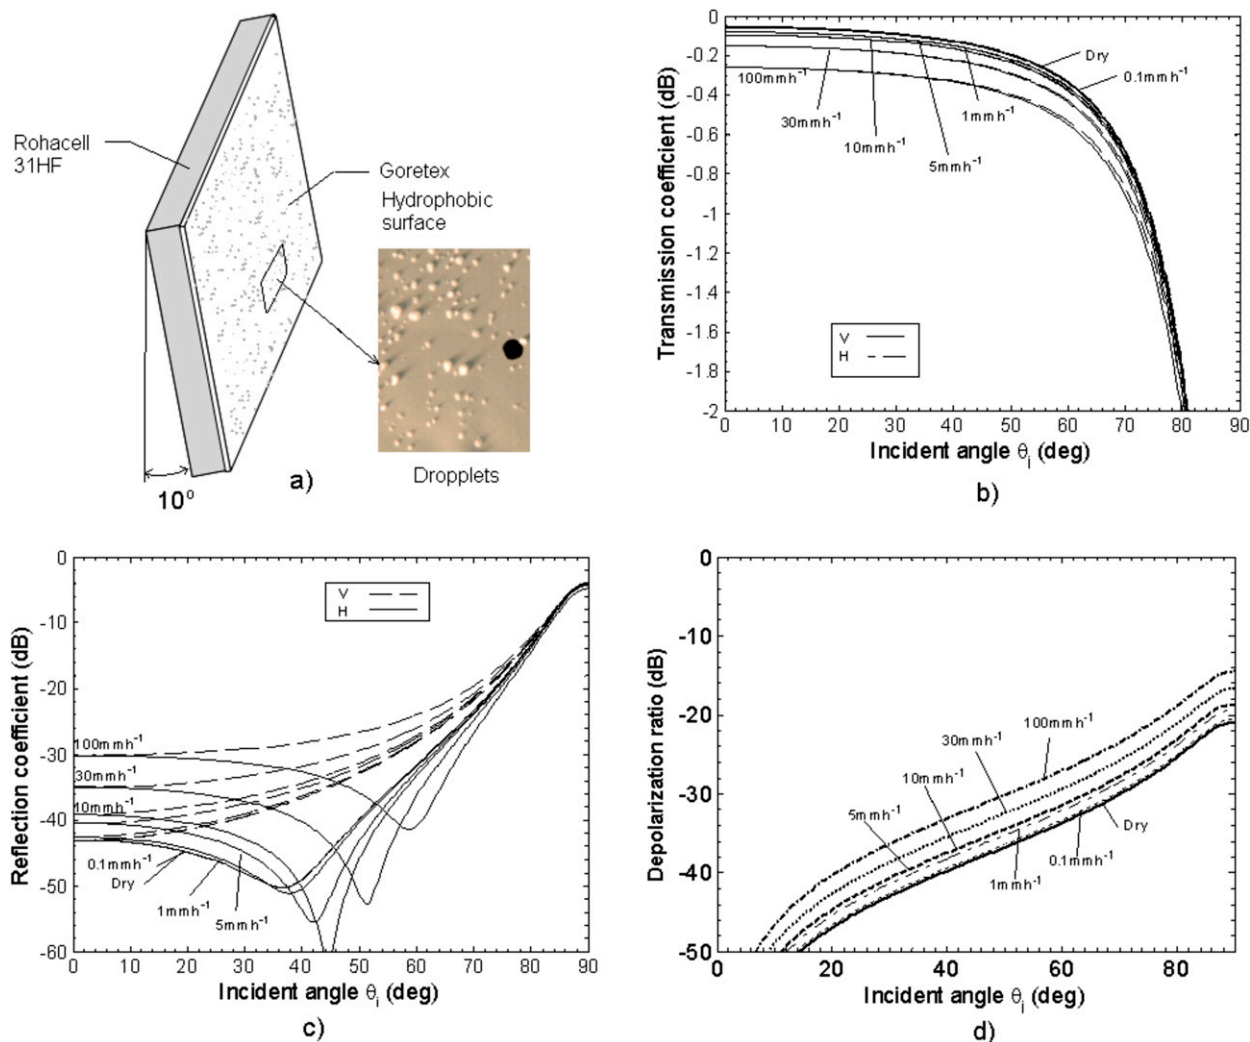 Rohacell
31HF
Goretex
Hydrophobic
surface
Dropplets
10°
a)
Transmission coefficient (dB)
0
-0.2
-0.4
-0.6
-0.8
-1
-1.2
-1.4
-1.6
-1.8
-2
Dry
0.1mmh-1
100mmh-1
1mmh-1
30mmh-1
10mmh-1
5mmh-1
V
H
0 10 20 30 40 50 60 70 80 90
Incident angle θi (deg)
b)
Reflection coefficient (dB)
0
-10
-20
-30
-40
-50
-60
V
H
100mmh-1
30mmh-1
10mmh-1
0.1mmh-1
Dry
1mmh-1
5mmh-1
0 10 20 30 40 50 60 70 80 90
Incident angle θi (deg)
c)
Depolarization ratio (dB)
0
-10
-20
-30
-40
-50
100mmh-1
30mmh-1
10mmh-1
5mmh-1
Dry
0.1mmh-1
1mmh-1
0 20 40 60 80
Incident angle θi (deg)
d)